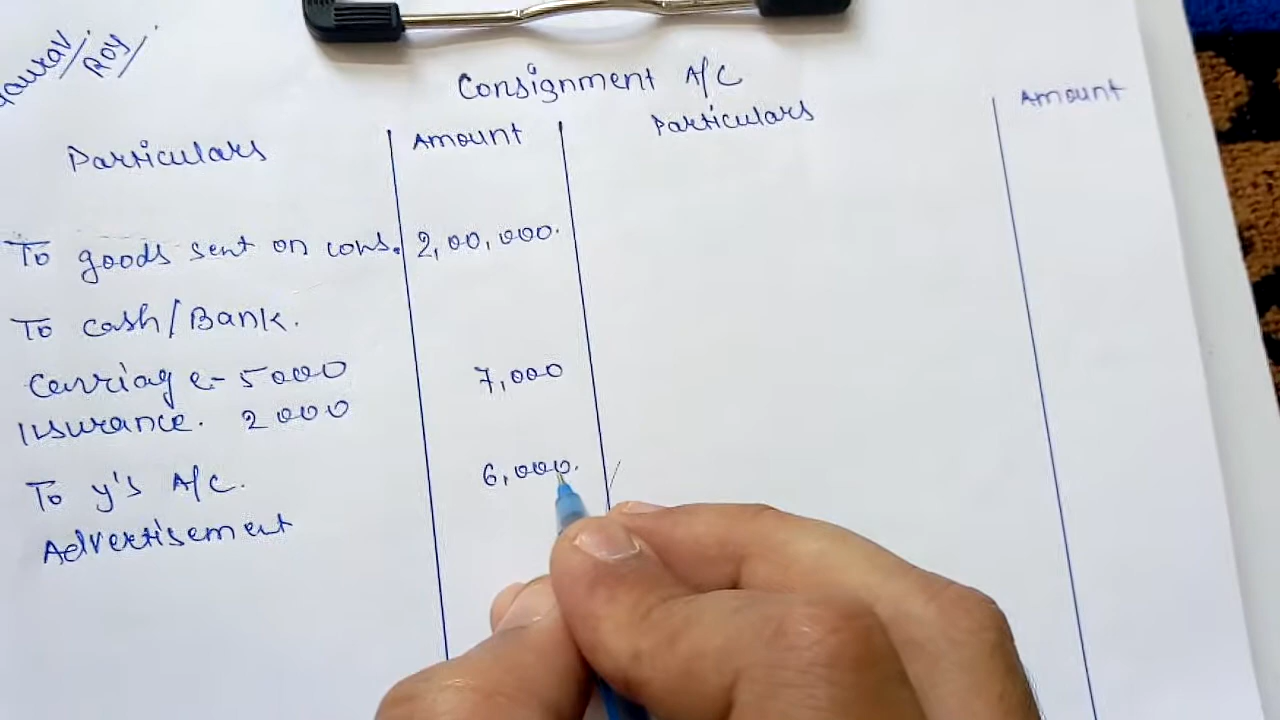 Roy
Consignment A/C
Particulars Amount Particulars Amount
To goods sent on cons. 2,00,000.
To cash/Bank.
Carriage - 5000 7,000
Insurance. 2000
To y's A/C. 6,000.
Advertisement